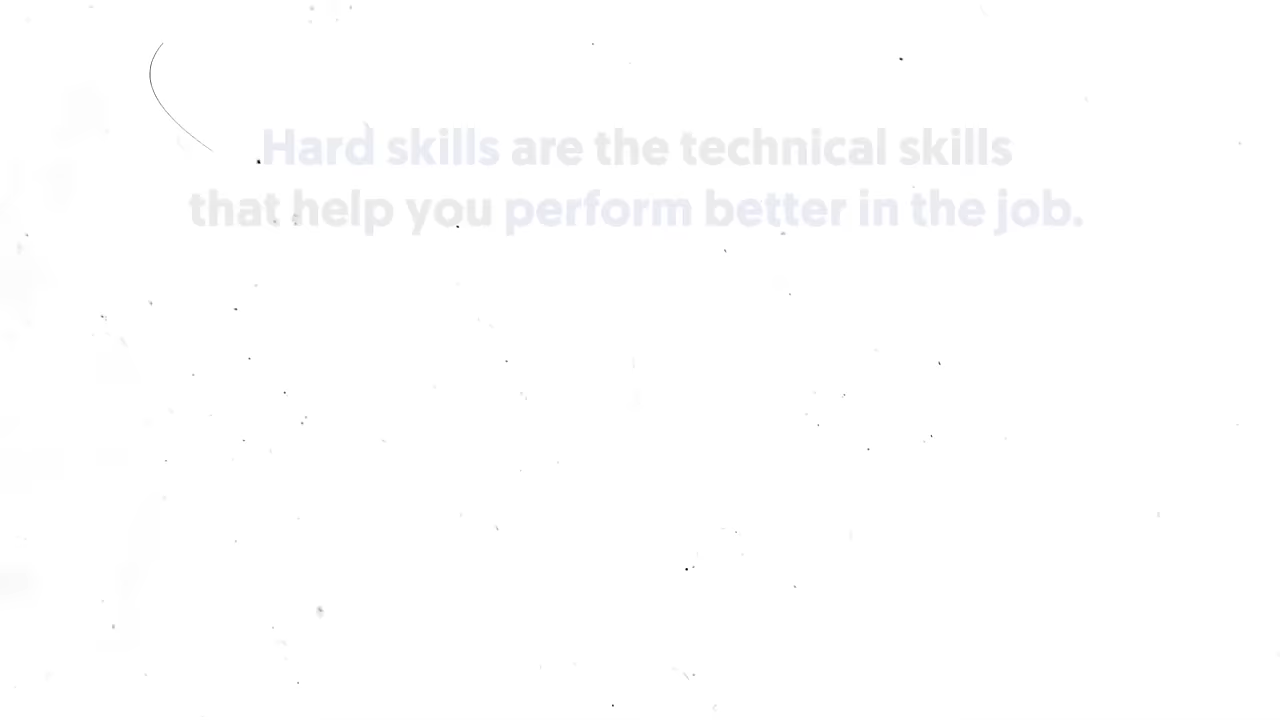 Hard skills are the technical skills
that help you perform better in the job.